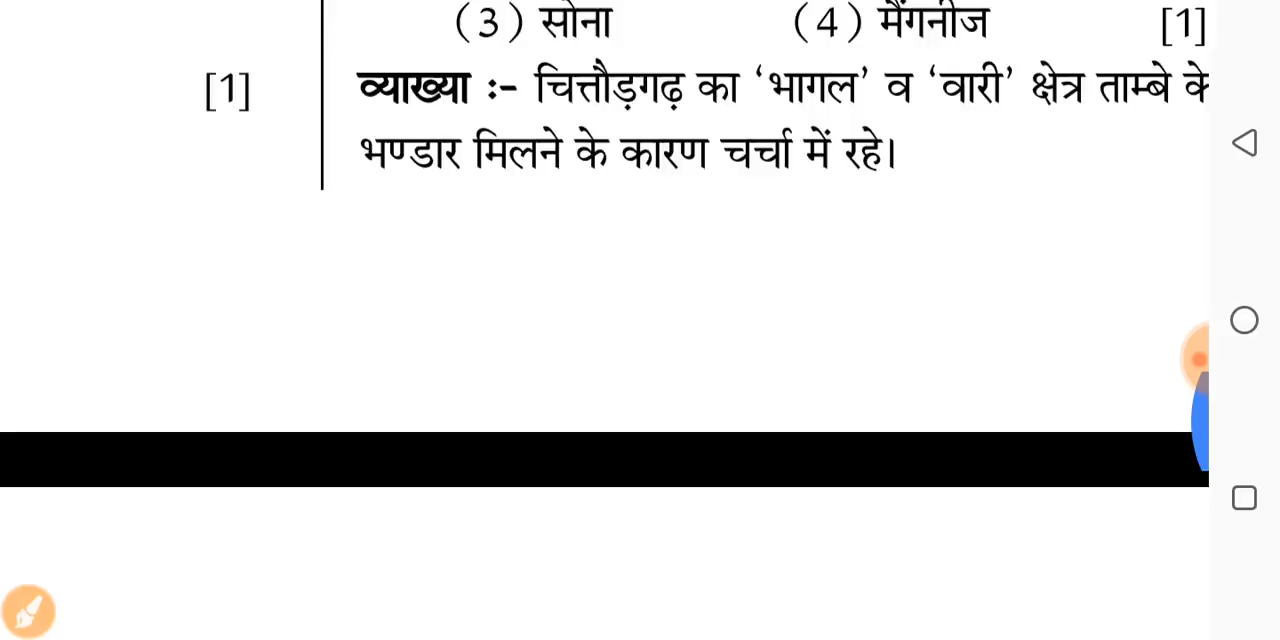 (3) सोना (4) मैंगनीज [1]
[1]
व्याख्या :- चित्तौड़गढ़ का ‘भागल’ व ‘वारी’ क्षेत्र ताम्बे के
भण्डार मिलने के कारण चर्चा में रहे।